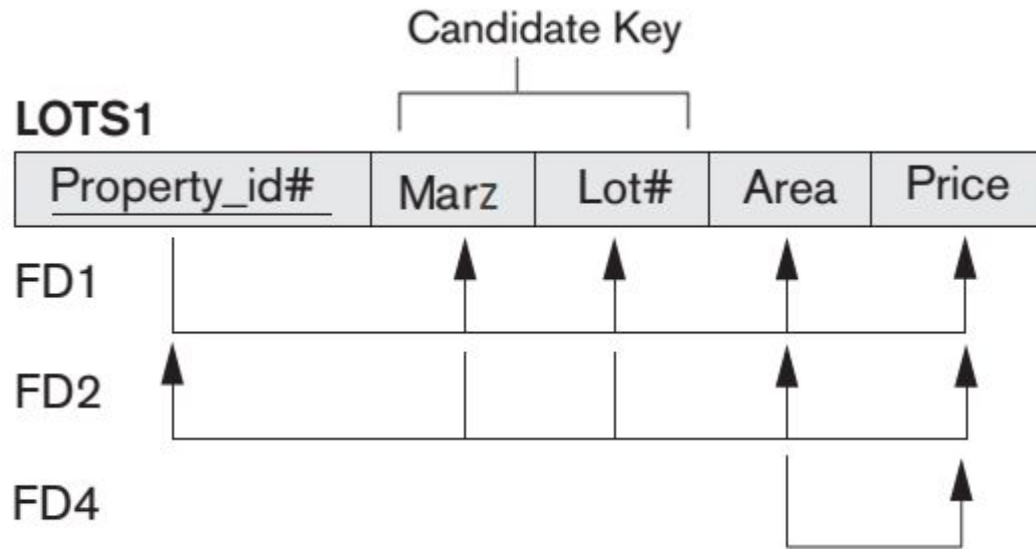 Candidate Key
LOTS1
Property_id# Marz Lot# Area Price
FD1
FD2
FD4